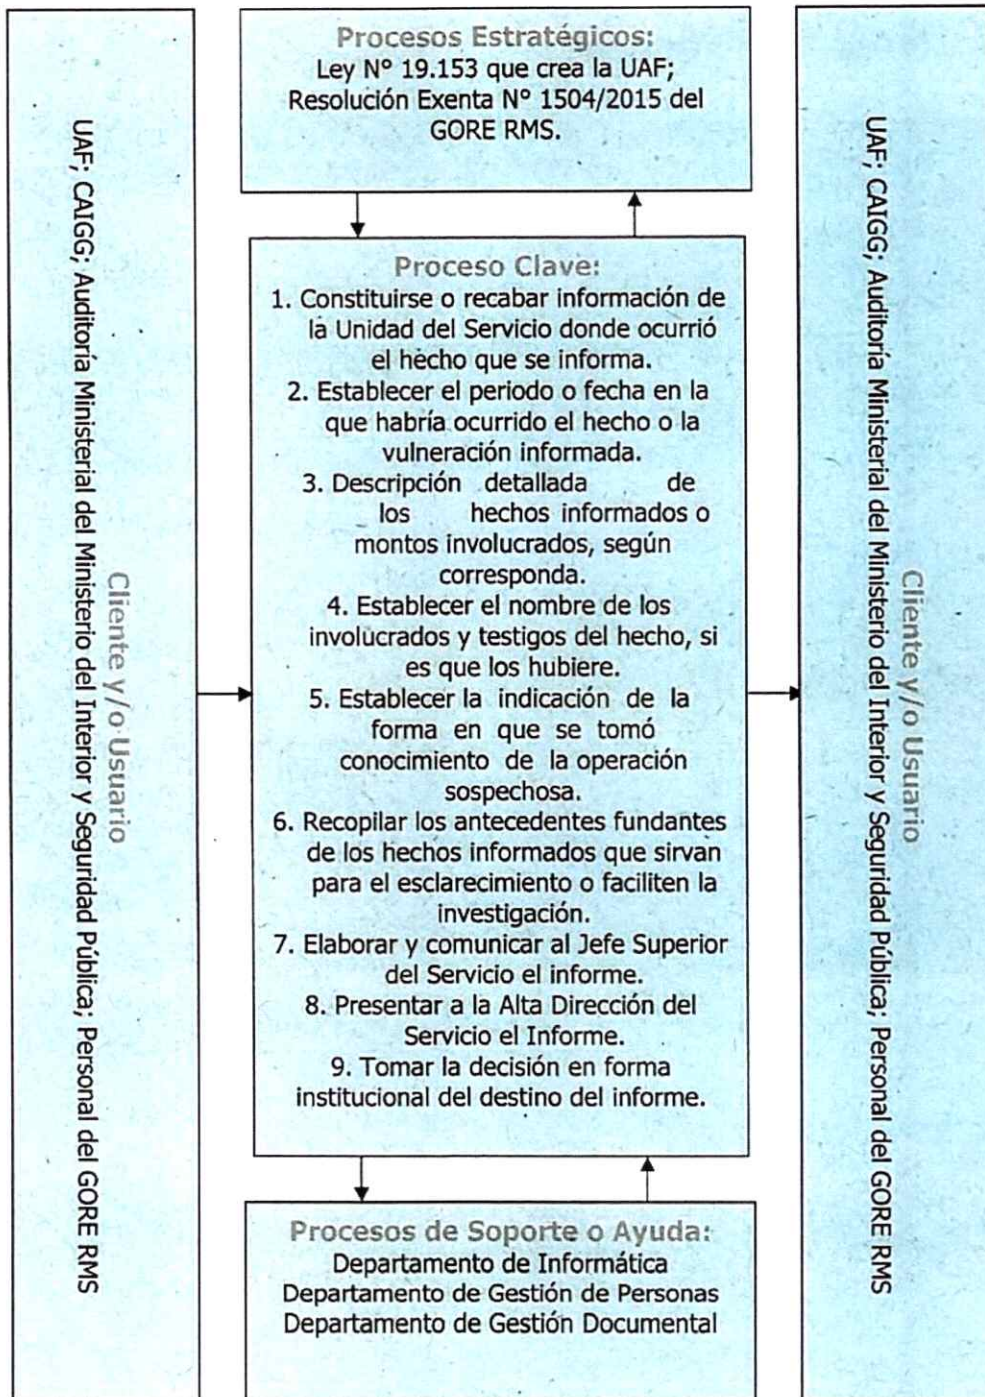 Cliente y/o Usuario
UAF; CAIGG; Auditoría Ministerial del Ministerio del Interior y Seguridad Pública; Personal del GORE RMS
Procesos Estratégicos:
Ley N° 19.153 que crea la UAF;
Resolución Exenta N° 1504/2015 del
GORE RMS.
Proceso Clave:
1. Constituirse o recabar información de
la Unidad del Servicio donde ocurrió
el hecho que se informa.
2. Establecer el periodo o fecha en la
que habría ocurrido el hecho o la
vulneración informada.
3. Descripción detallada de
los hechos informados o
montos involucrados, según
corresponda.
4. Establecer el nombre de los
involucrados y testigos del hecho, si
es que los hubiere.
5. Establecer la indicación de la
forma en que se tomó
conocimiento de la operación
sospechosa.
6. Recopilar los antecedentes fundantes
de los hechos informados que sirvan
para el esclarecimiento o faciliten la
investigación.
7. Elaborar y comunicar al Jefe Superior
del Servicio el informe.
8. Presentar a la Alta Dirección del
Servicio el Informe.
9. Tomar la decisión en forma
institucional del destino del informe.
Procesos de Soporte o Ayuda:
Departamento de Informática
Departamento de Gestión de Personas
Departamento de Gestión Documental
Cliente y/o Usuario
UAF; CAIGG; Auditoría Ministerial del Ministerio del Interior y Seguridad Pública; Personal del GORE RMS